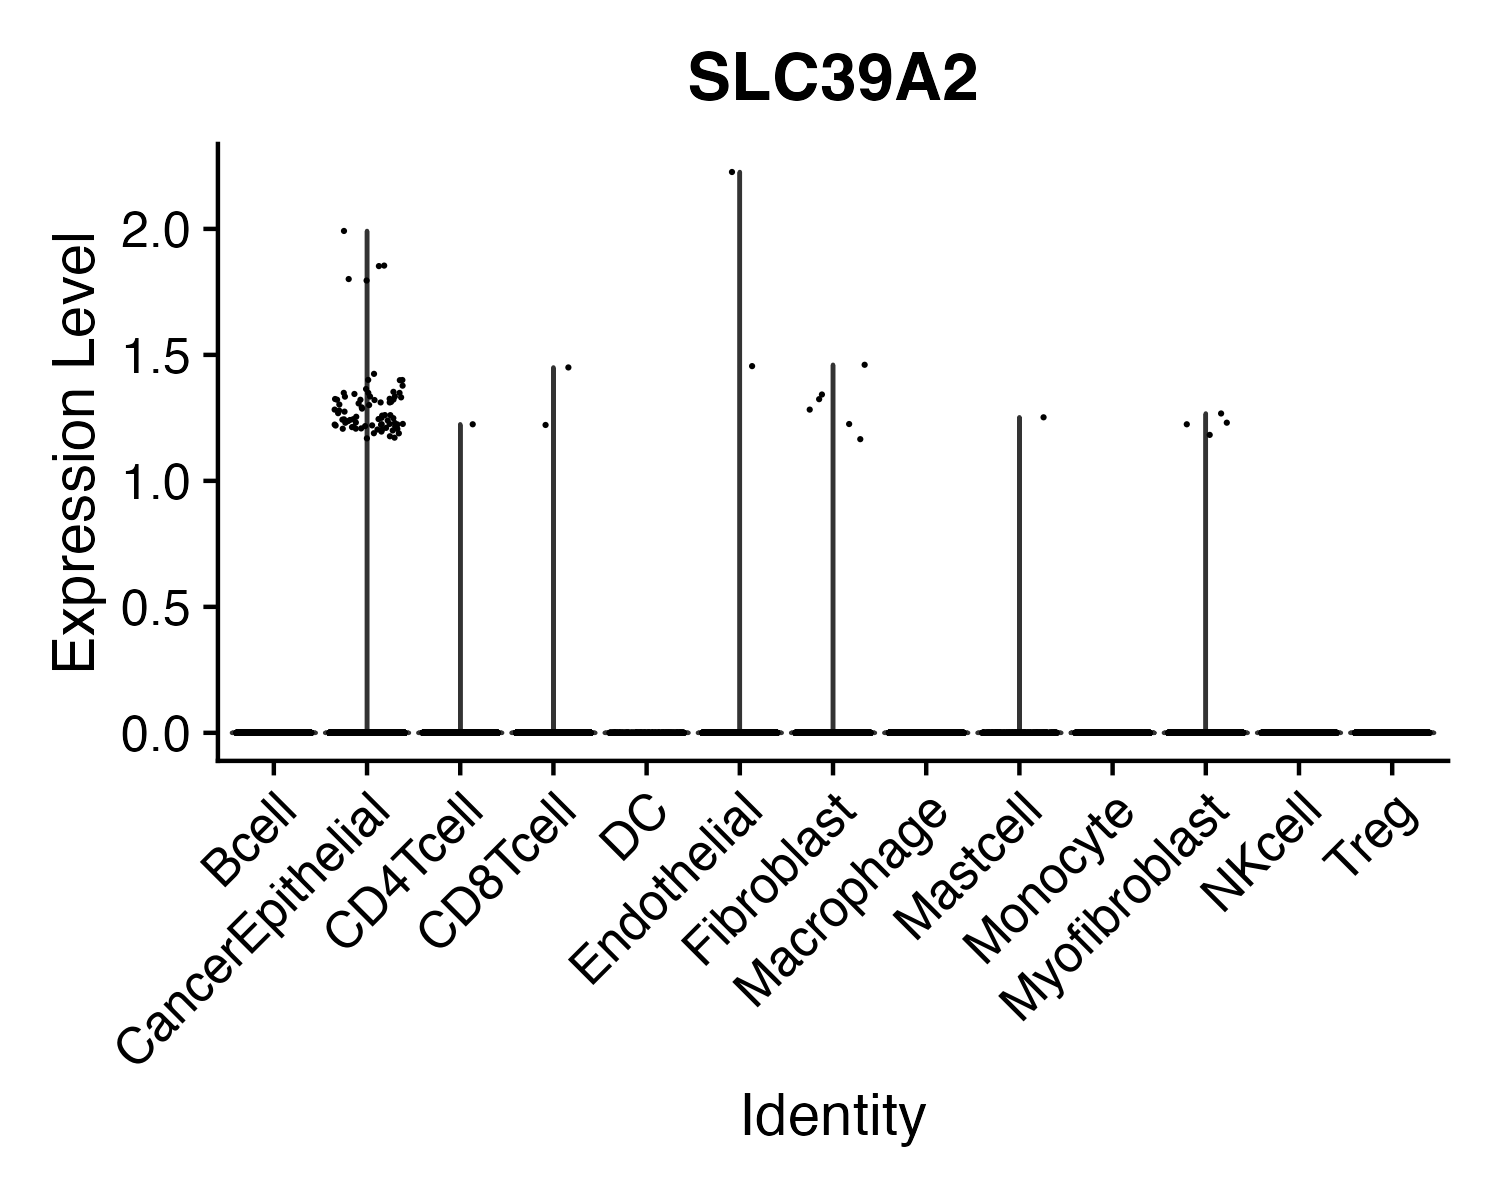 SLC39A2
Expression Level
2.0
1.5
1.0
0.5
0.0
Bcell
CancerEpithelial
CD4Tcell
CD8Tcell
DC
Endothelial
Fibroblast
Macrophage
Mastcell
Monocyte
Myofibroblast
NKcell
Treg
Identity